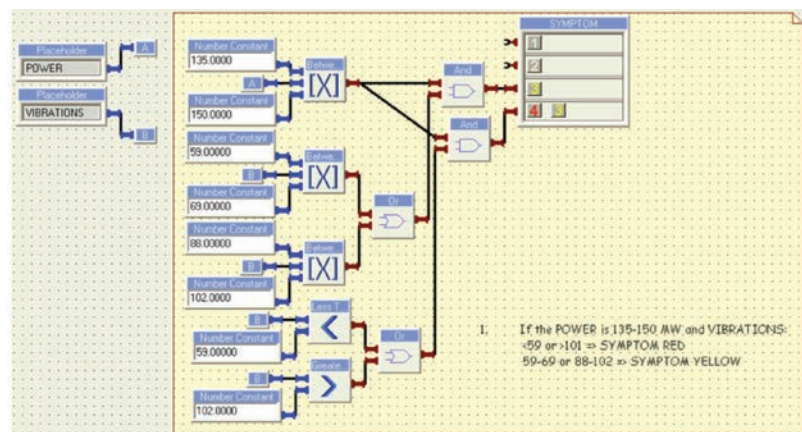 SYMPTOM
Placeholder
POWER
A
Placeholder
VIBRATIONS
B
Number Constant
135.0000
A
Number Constant
150.0000
Betwe..
[X]
Number Constant
59.00000
B
Number Constant
69.00000
Betwe..
[X]
Number Constant
88.00000
B
Number Constant
102.0000
Betwe..
[X]
Or
And
And
1
2
3
4
B
Number Constant
59.00000
Less T..
<
B
Number Constant
102.0000
Greate..
>
Or
1. If the POWER is 135-150 MW and VIBRATIONS:
<59 or >101 => SYMPTOM RED
59-69 or 88-102 => SYMPTOM YELLOW